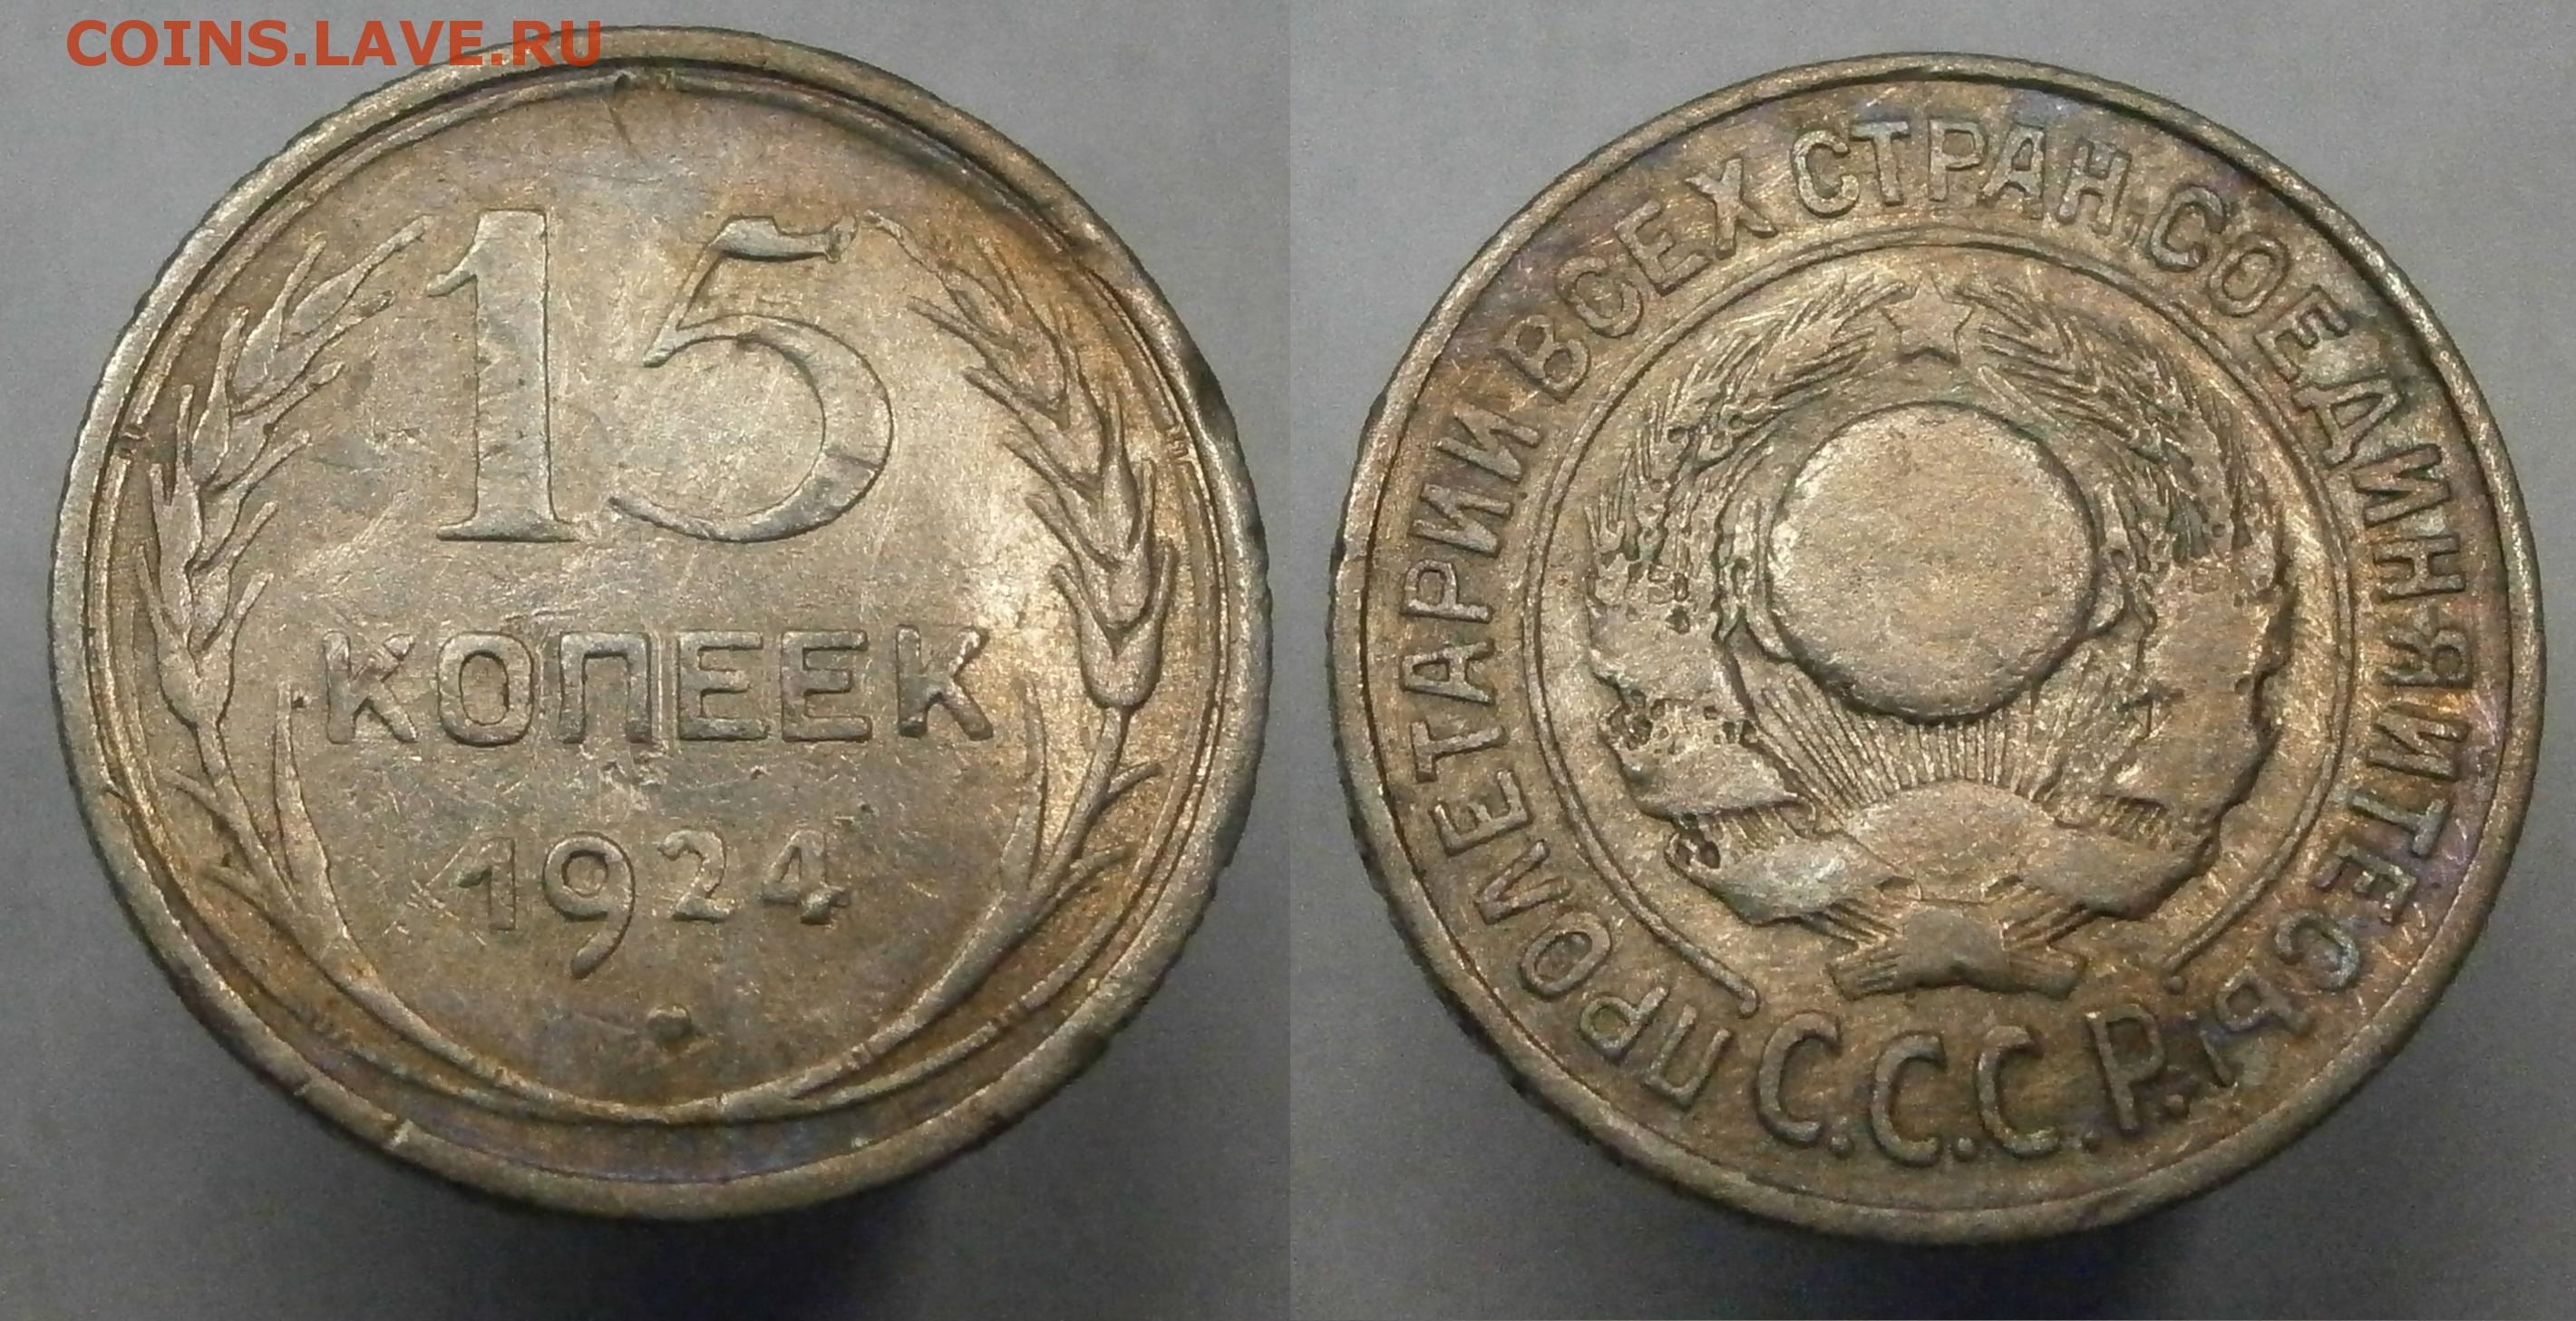 COINS.LAVE.RU
15
КОПЕЕК
1924
ПРОЛЕТАРИИ ВСЕХ СТРАН СОЕДИНЯЙТЕСЬ
С.С.С.Р.